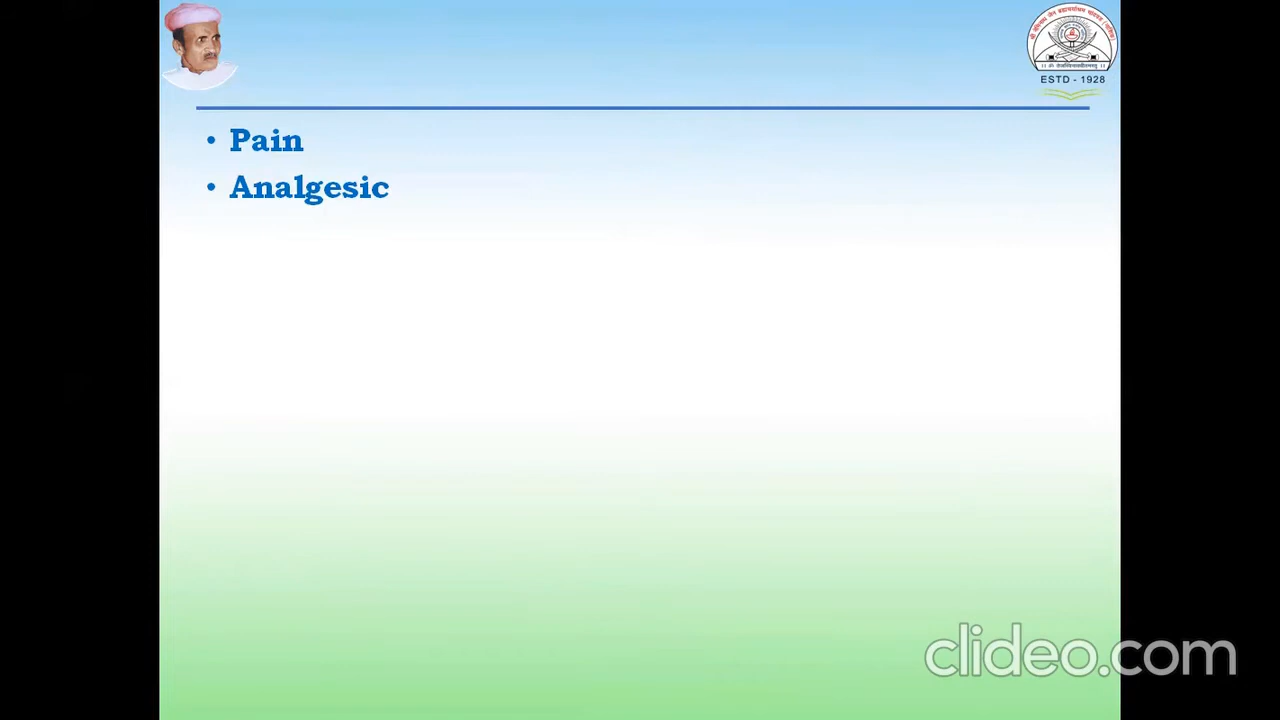 ESTD - 1928
• Pain
• Analgesic
clideo.com